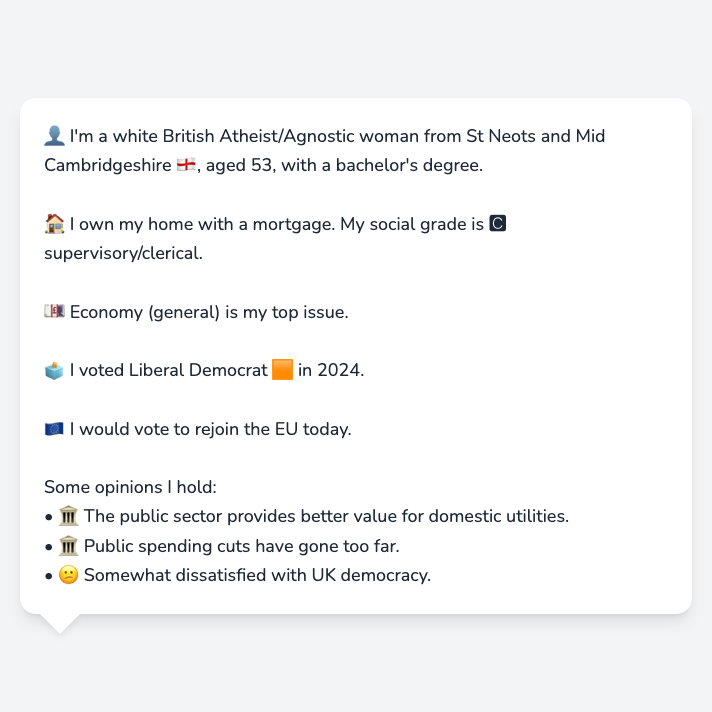 👤 I'm a white British Atheist/Agnostic woman from St Neots and Mid
Cambridgeshire 🏴󠁧󠁢󠁥󠁮󠁧󠁿, aged 53, with a bachelor's degree.
🏠 I own my home with a mortgage. My social grade is 🅲
supervisory/clerical.
💷 Economy (general) is my top issue.
🗳️ I voted Liberal Democrat 🟧 in 2024.
🇪🇺 I would vote to rejoin the EU today.
Some opinions I hold:
• 🏛️ The public sector provides better value for domestic utilities.
• 🏛️ Public spending cuts have gone too far.
• 😕 Somewhat dissatisfied with UK democracy.